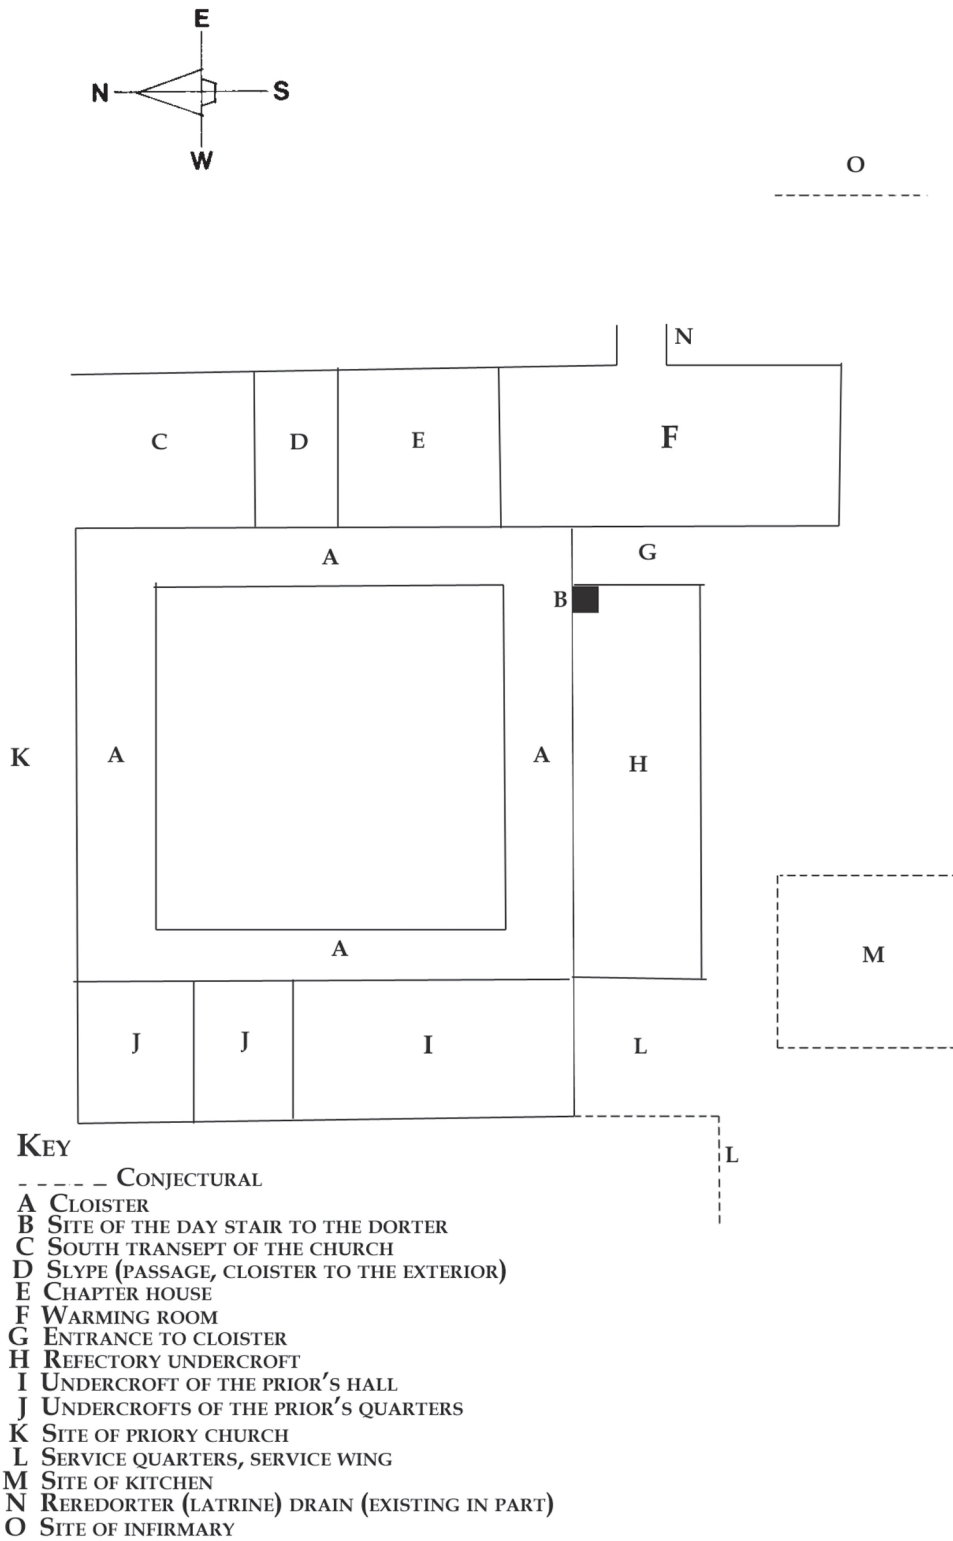 E
N S
W
O
N
C D E F
A G
B
K A A H
A M
J J I L
L
KEY
CONJECTURAL
A CLOISTER
B SITE OF THE DAY STAIR TO THE DORTER
C SOUTH TRANSEPT OF THE CHURCH
D SLYPE (PASSAGE, CLOISTER TO THE EXTERIOR)
E CHAPTER HOUSE
F WARMING ROOM
G ENTRANCE TO CLOISTER
H REFECTORY UNDERCROFT
I UNDERCROFT OF THE PRIOR'S HALL
J UNDERCROFTS OF THE PRIOR'S QUARTERS
K SITE OF PRIORY CHURCH
L SERVICE QUARTERS, SERVICE WING
M SITE OF KITCHEN
N REREDORTER (LATRINE) DRAIN (EXISTING IN PART)
O SITE OF INFIRMARY